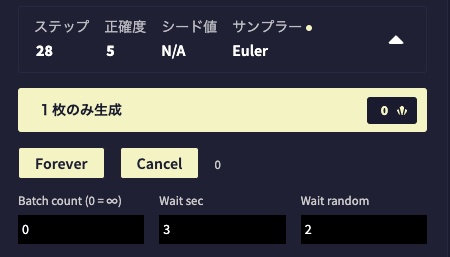 ステップ 正確度 シード値 サンプラー
28 5 N/A Euler
1枚のみ生成 0
Forever Cancel 0
Batch count (0 = ∞) Wait sec Wait random
0 3 2